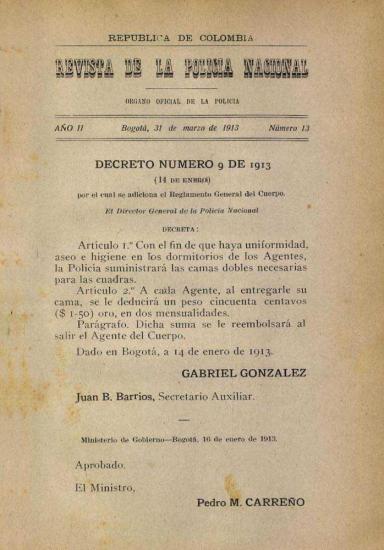 REPUBLICA DE COLOMBIA
REVISTA DE LA POLICIA NACIONAL
ORGANO OFICIAL DE LA POLICIA
AÑO II Bogotá, 31 de marzo de 1913 Número 13
DECRETO NUMERO 9 DE 1913
(14 DE ENERO)
por el cual se adiciona el Reglamento General del Cuerpo.
El Director General de la Policía Nacional
DECRETA:
Artículo 1.º Con el fin de que haya uniformidad,
aseo e higiene en los dormitorios de los Agentes,
la Policía suministrará las camas dobles necesarias
para las cuadras.
Artículo 2.º A cada Agente, al entregarle su
cama, se le deducirá un peso cincuenta centavos
($ 1-50) oro, en dos mensualidades.
Parágrafo. Dicha suma se le reembolsará al
salir el Agente del Cuerpo.
Dado en Bogotá, a 14 de enero de 1913.
GABRIEL GONZALEZ
Juan B. Barrios, Secretario Auxiliar.
Ministerio de Gobierno—Bogotá, 16 de enero de 1913.
Aprobado.
El Ministro,
Pedro M. CARREÑO